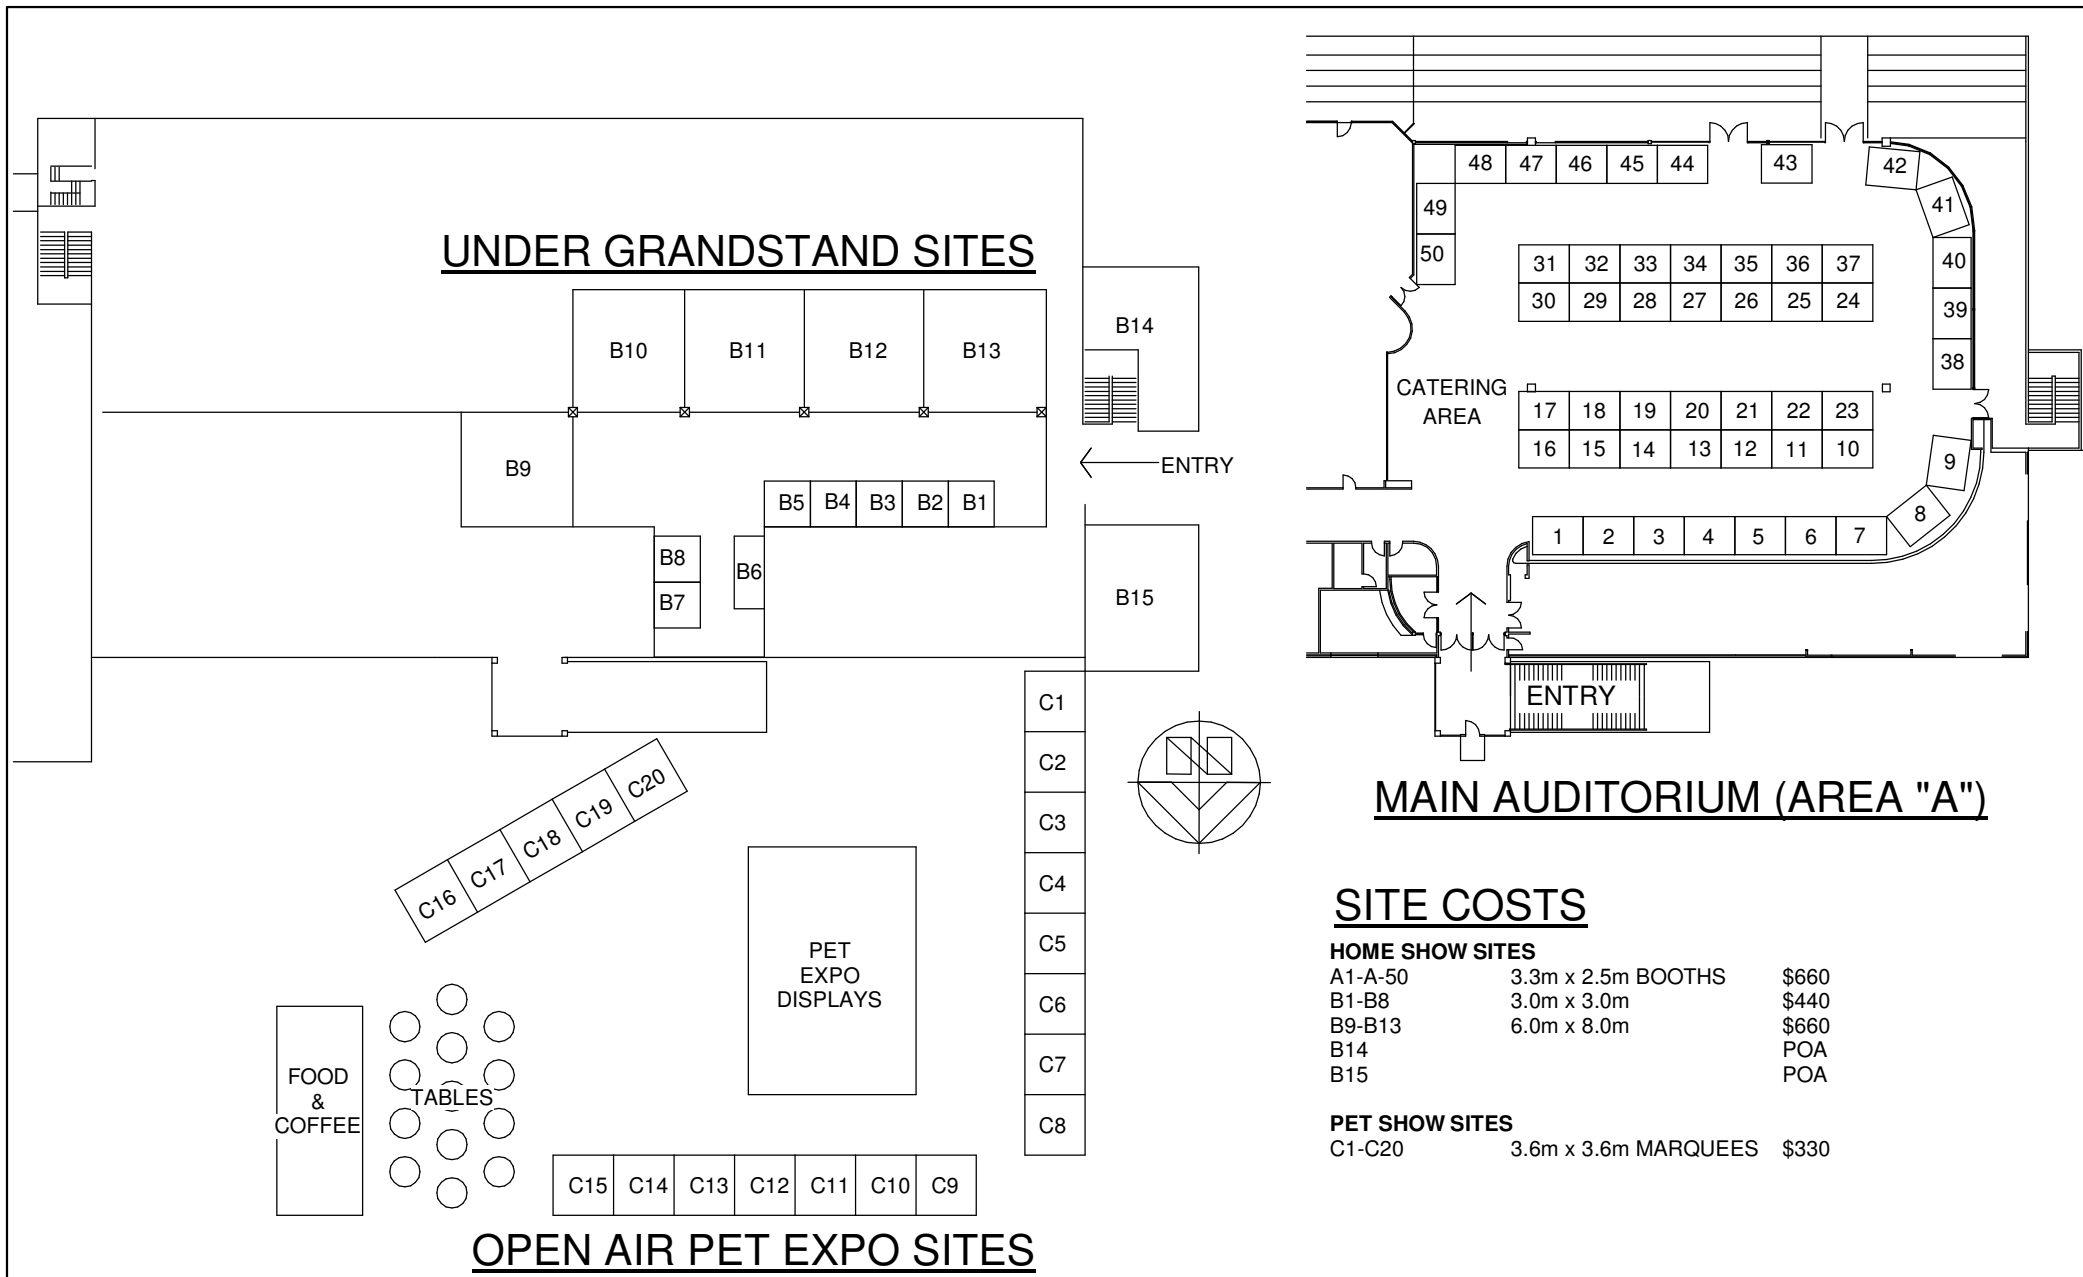 UNDER GRANDSTAND SITES
B10 B11 B12 B13
B14
B9
ENTRY
B5 B4 B3 B2 B1
B8
B6
B7
B15
C1
C2
C3
C4
C5
C6
C7
C8
C16 C17 C18 C19 C20
PET
EXPO
DISPLAYS
FOOD
&
COFFEE
TABLES
C15 C14 C13 C12 C11 C10 C9
OPEN AIR PET EXPO SITES
N
48 47 46 45 44 43 42
41
49
50
31 32 33 34 35 36 37
30 29 28 27 26 25 24
40
39
38
CATERING
AREA
17 18 19 20 21 22 23
16 15 14 13 12 11 10
9
8
1 2 3 4 5 6 7
ENTRY
MAIN AUDITORIUM (AREA "A")
SITE COSTS
HOME SHOW SITES
A1-A-50 3.3m x 2.5m BOOTHS $660
B1-B8 3.0m x 3.0m $440
B9-B13 6.0m x 8.0m $660
B14 POA
B15 POA
PET SHOW SITES
C1-C20 3.6m x 3.6m MARQUEES $330